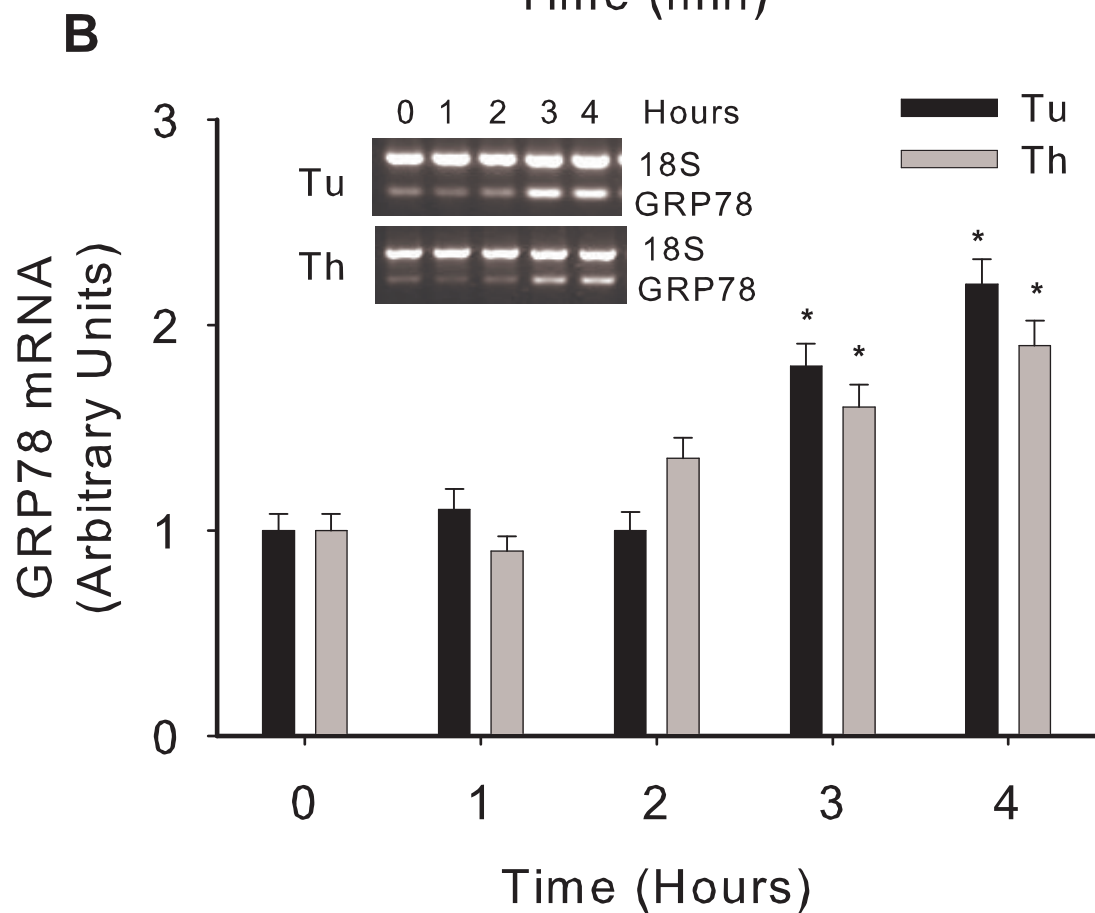 Time (min)
B
3
2
1
0
GRP78 mRNA
(Arbitrary Units)
0 1 2 3 4 Hours
Tu
18S
GRP78
Th
18S
GRP78
Tu
Th
* * * *
0 1 2 3 4
Time (Hours)